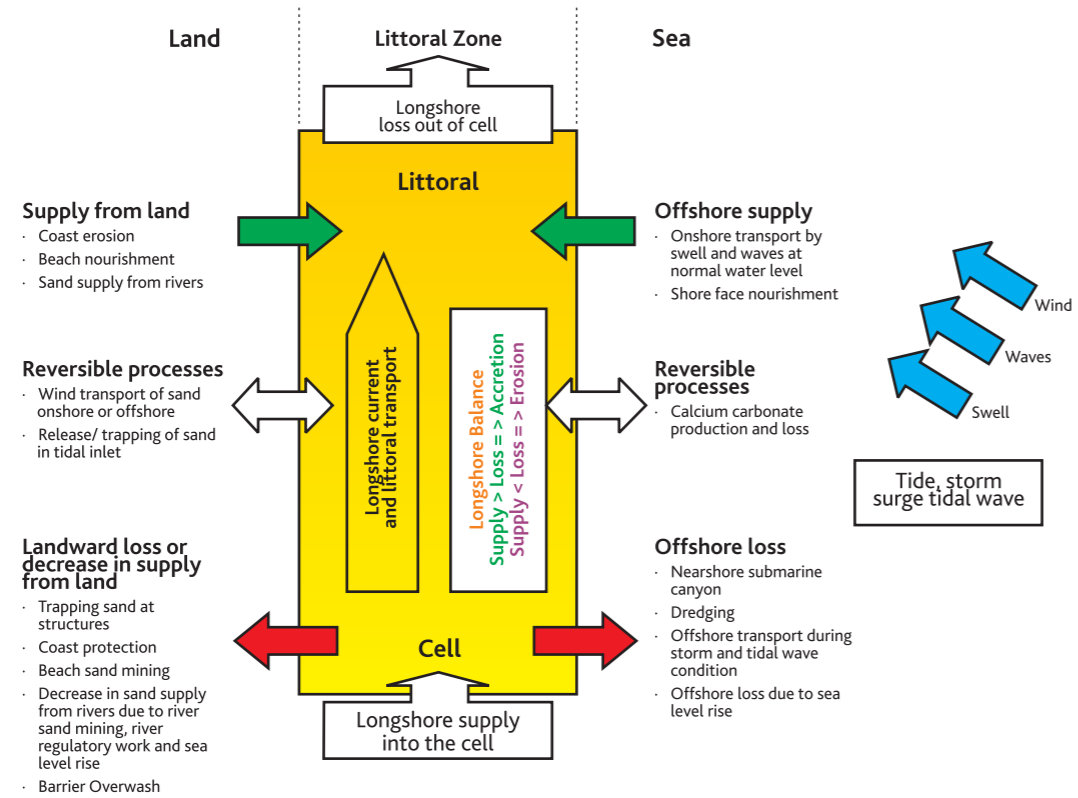 Land
Littoral Zone
Sea
Longshore
loss out of cell
Littoral
Supply from land
· Coast erosion
· Beach nourishment
· Sand supply from rivers
Offshore supply
· Onshore transport by
swell and waves at
normal water level
· Shore face nourishment
Wind
Waves
Swell
Reversible processes
· Wind transport of sand
onshore or offshore
· Release/ trapping of sand
in tidal inlet
Longshore current
and littoral transport
Longshore Balance
Supply > Loss = > Accretion
Supply < Loss = > Erosion
Reversible
processes
· Calcium carbonate
production and loss
Tide, storm
surge tidal wave
Landward loss or
decrease in supply
from land
· Trapping sand at
structures
· Coast protection
· Beach sand mining
· Decrease in sand supply
from rivers due to river
sand mining, river
regulatory work and sea
level rise
· Barrier Overwash
Offshore loss
· Nearshore submarine
canyon
· Dredging
· Offshore transport during
storm and tidal wave
condition
· Offshore loss due to sea
level rise
Cell
Longshore supply
into the cell